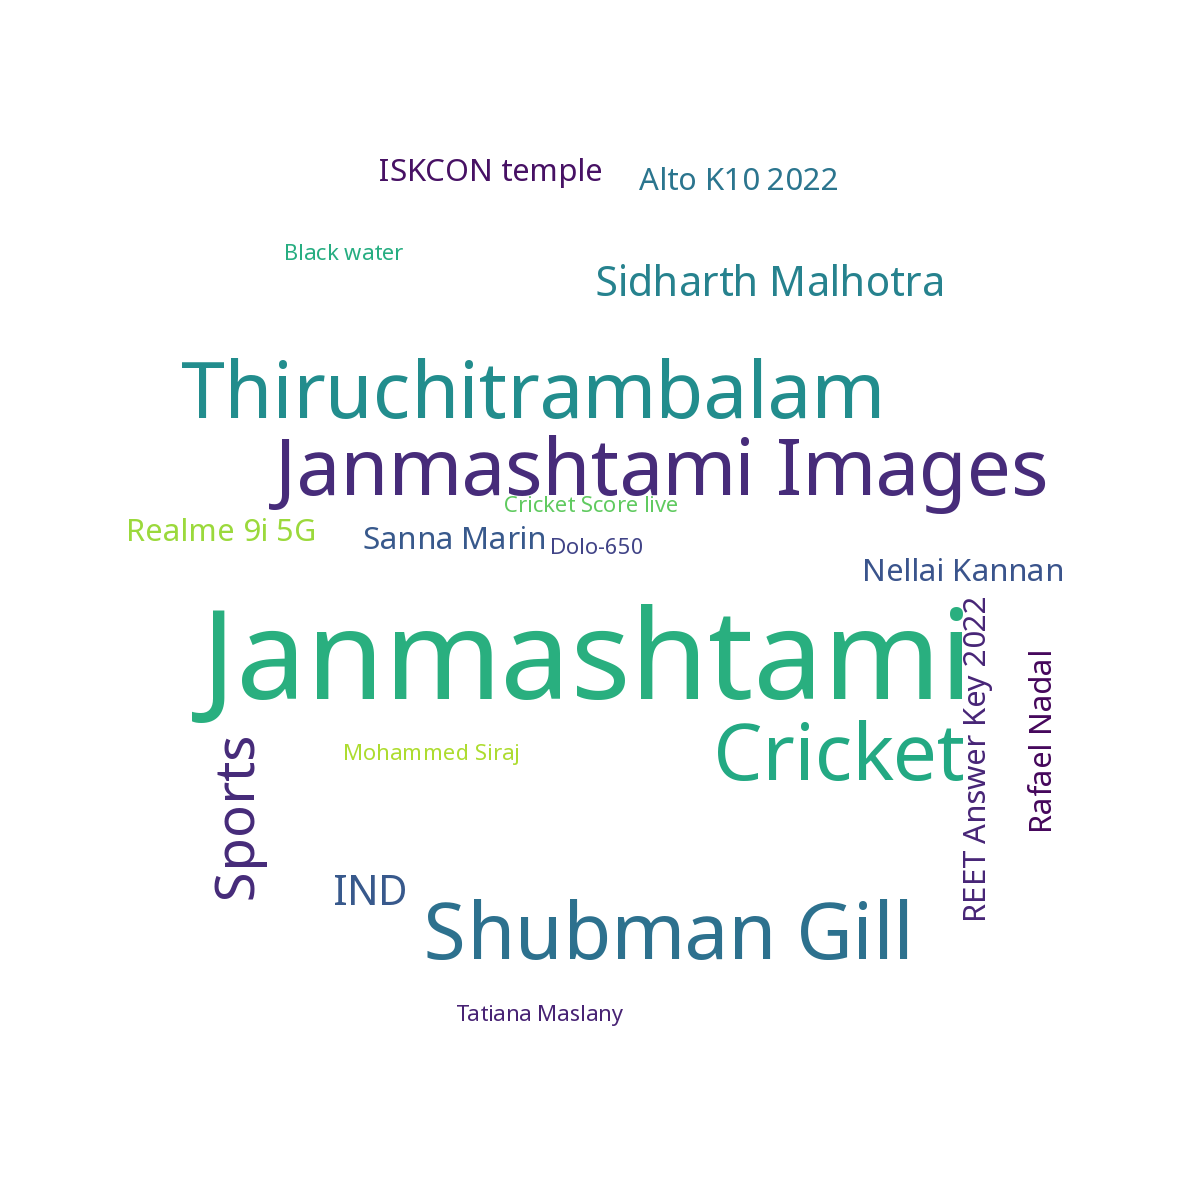 ISKCON temple
Alto K10 2022
Black water
Sidharth Malhotra
Thiruchitrambalam
Janmashtami Images
Cricket Score live
Realme 9i 5G
Sanna Marin
Dolo-650
Nellai Kannan
Janmashtami
REET Answer Key 2022
Rafael Nadal
Cricket
Mohammed Siraj
Sports
IND
Shubman Gill
Tatiana Maslany